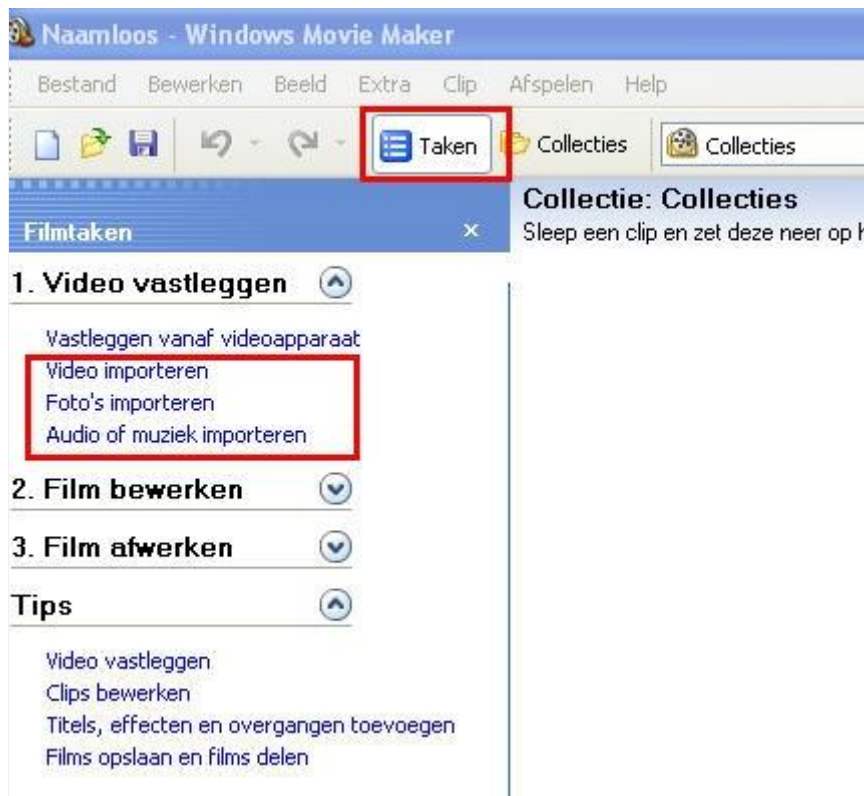 Naamloos - Windows Movie Maker
Bestand Bewerken Beeld Extra Clip Afspelen Help
Taken Collecties Collecties
Collectie: Collecties
Filmtaken
Sleep een clip en zet deze neer op
1. Video vastleggen
Vastleggen vanaf videoapparaat
Video importeren
Foto's importeren
Audio of muziek importeren
2. Film bewerken
3. Film afwerken
Tips
Video vastleggen
Clips bewerken
Titels, effecten en overgangen toevoegen
Films opslaan en films delen